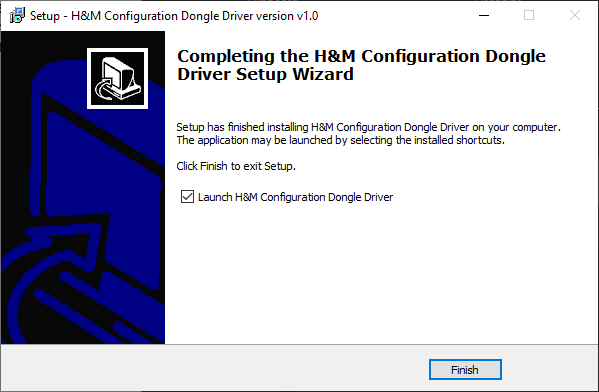 Setup - H&M Configuration Dongle Driver version v1.0
Completing the H&M Configuration Dongle
Driver Setup Wizard
Setup has finished installing H&M Configuration Dongle Driver on your computer.
The application may be launched by selecting the installed shortcuts.
Click Finish to exit Setup.
Launch H&M Configuration Dongle Driver
Finish